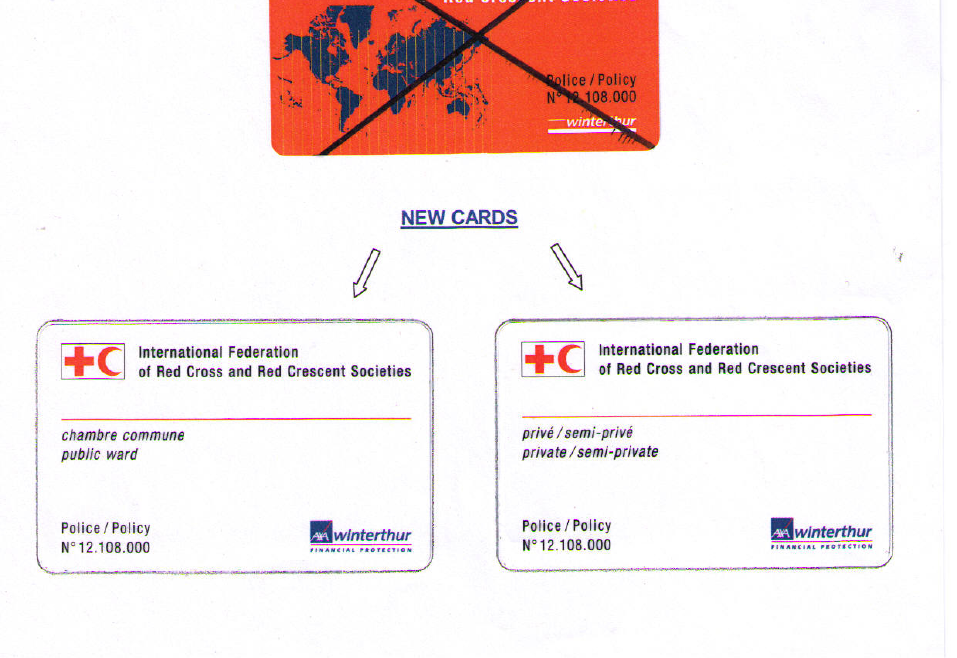 Police / Policy
N° 12.108.000
winterthur
NEW CARDS
International Federation
of Red Cross and Red Crescent Societies
chambre commune
public ward
Police / Policy
N° 12.108.000
AXA winterthur
FINANCIAL PROTECTION
International Federation
of Red Cross and Red Crescent Societies
privé / semi-privé
private / semi-private
Police / Policy
N° 12.108.000
AXA winterthur
FINANCIAL PROTECTION